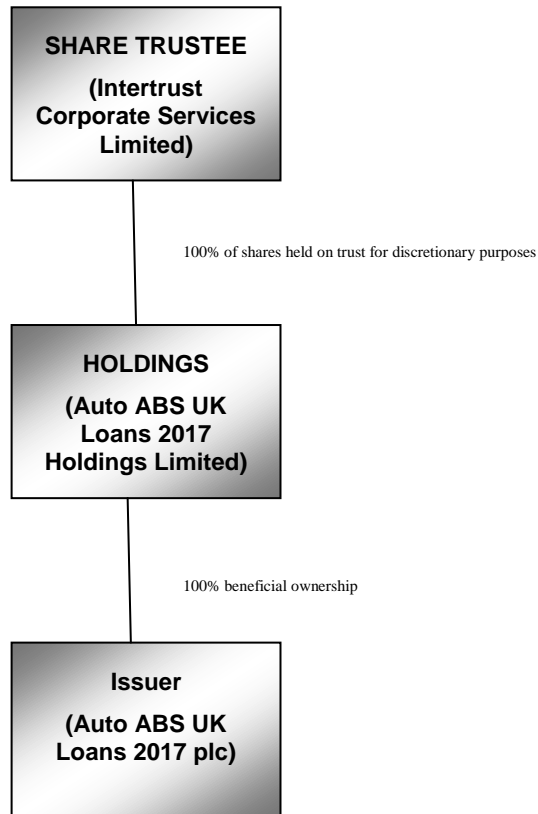 SHARE TRUSTEE
(Intertrust
Corporate Services
Limited)
100% of shares held on trust for discretionary purposes
HOLDINGS
(Auto ABS UK
Loans 2017
Holdings Limited)
100% beneficial ownership
Issuer
(Auto ABS UK
Loans 2017 plc)